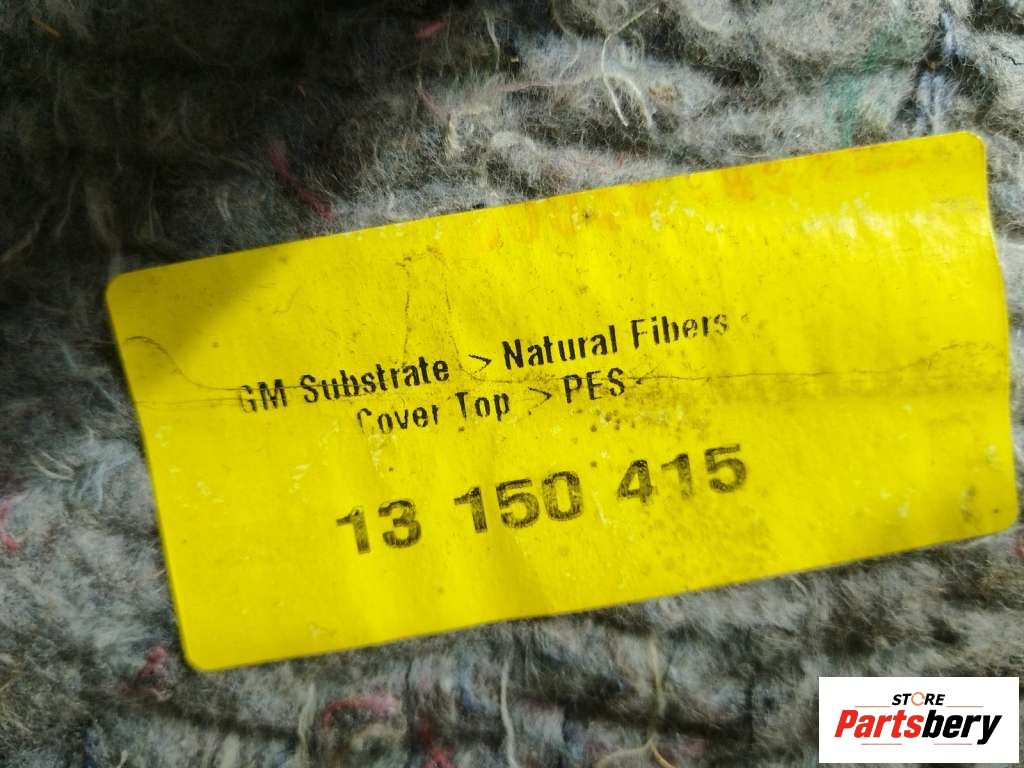 GM Substrate > Natural Fibers
Cover Top > PES
13 150 415
STORE
Partsbery